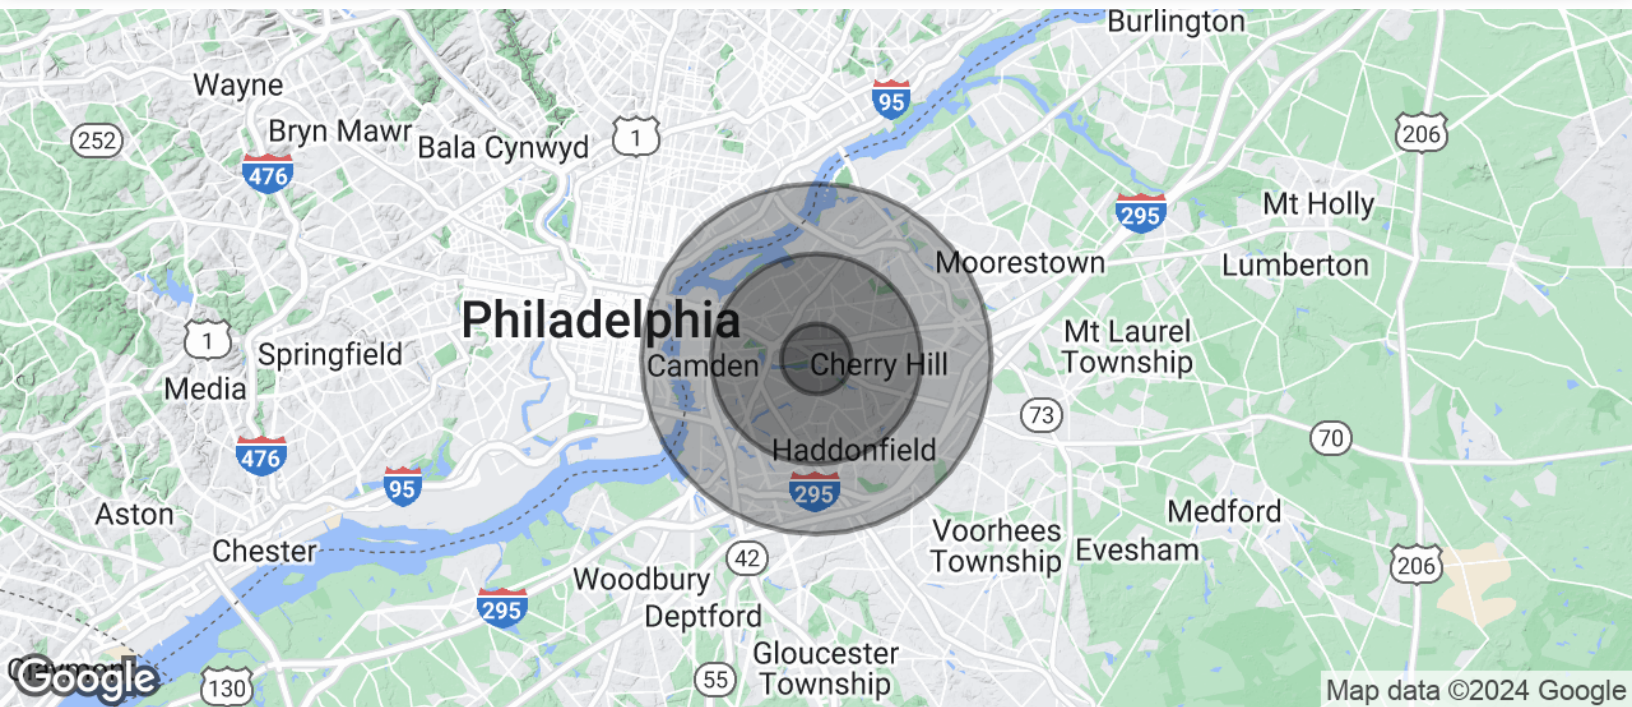 Burlington
Wayne
95
Bryn Mawr
1
252
Bala Cynwyd
206
476
Mt Holly
295
Moorestown
Lumberton
Philadelphia
1
Mt Laurel
Township
Springfield
Camden
Cherry Hill
Media
73
70
Haddonfield
476
95
295
Medford
Aston
Voorhees
Township
Evesham
Chester
42
206
Woodbury
295
Deptford
Gloucester
Township
55
130
Google
Map data ©2024 Google